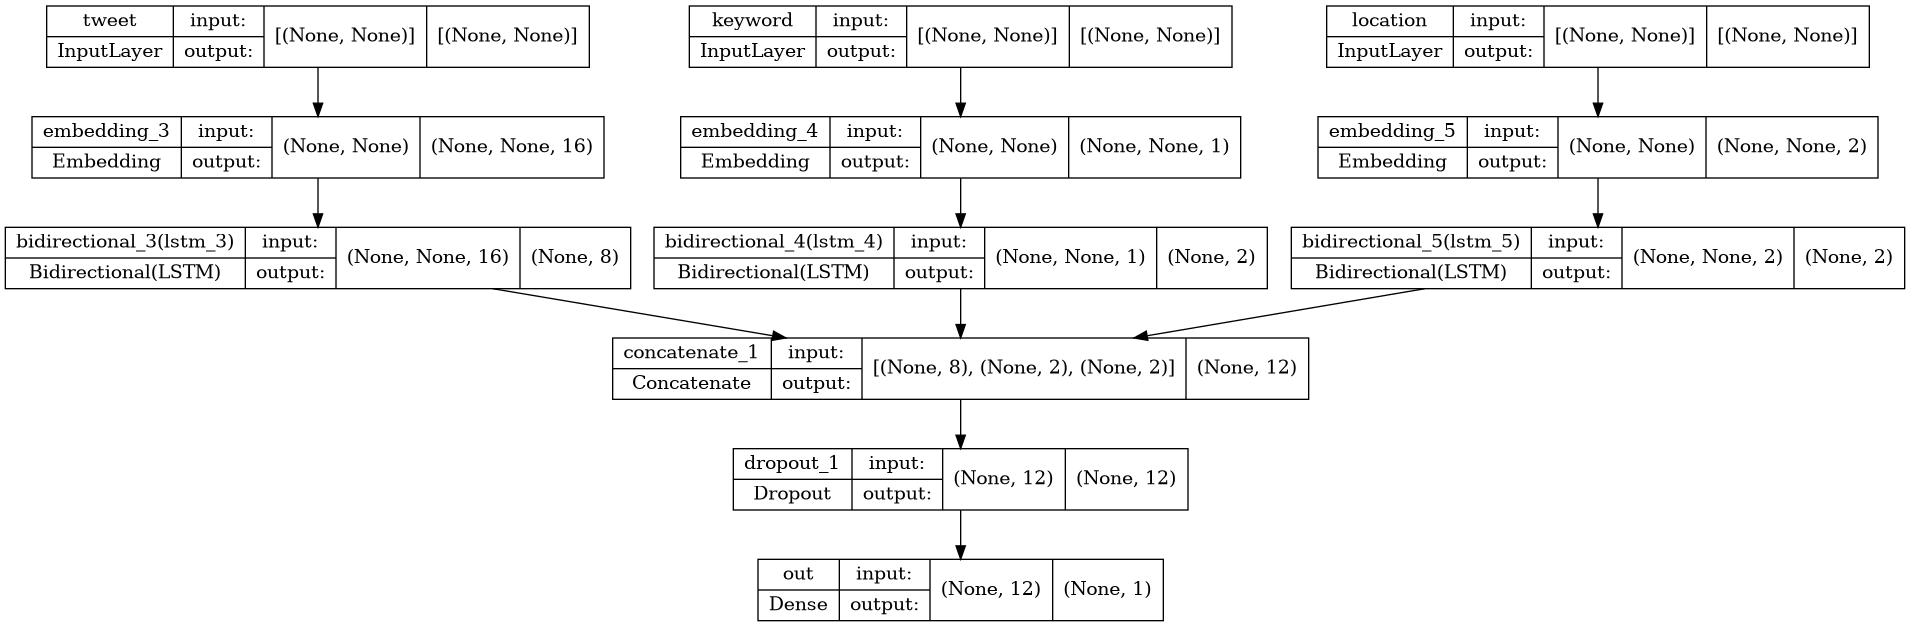 tweet input: [(None, None)] [(None, None)]
InputLayer output:
keyword input: [(None, None)] [(None, None)]
InputLayer output:
location input: [(None, None)] [(None, None)]
InputLayer output:
embedding_3 input: (None, None) (None, None, 16)
Embedding output:
embedding_4 input: (None, None) (None, None, 1)
Embedding output:
embedding_5 input: (None, None) (None, None, 2)
Embedding output:
bidirectional_3(lstm_3) input: (None, None, 16) (None, 8)
Bidirectional(LSTM) output:
bidirectional_4(lstm_4) input: (None, None, 1) (None, 2)
Bidirectional(LSTM) output:
bidirectional_5(lstm_5) input: (None, None, 2) (None, 2)
Bidirectional(LSTM) output:
concatenate_1 input: [(None, 8), (None, 2), (None, 2)] (None, 12)
Concatenate output:
dropout_1 input: (None, 12) (None, 12)
Dropout output:
out input: (None, 12) (None, 1)
Dense output: